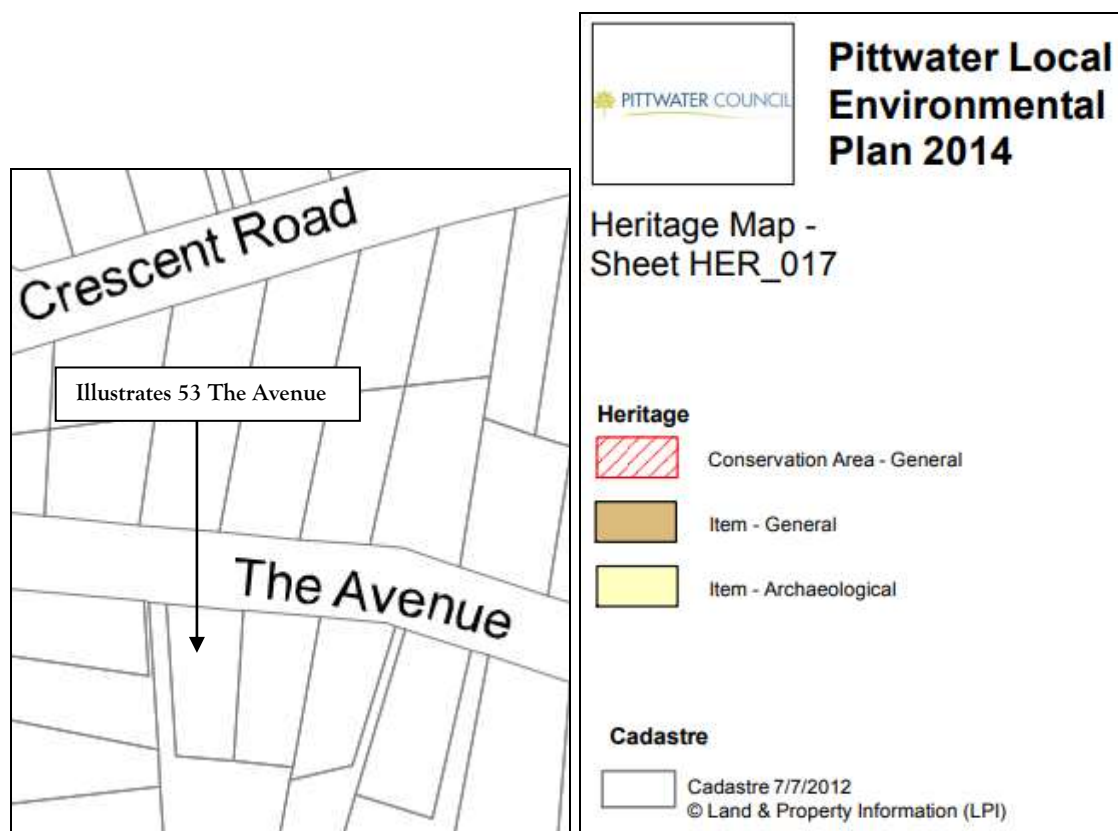 Crescent Road
Illustrates 53 The Avenue
The Avenue
PITTWATER COUNCIL
Pittwater Local
Environmental
Plan 2014
Heritage Map -
Sheet HER_017
Heritage
Conservation Area - General
Item - General
Item - Archaeological
Cadastre
Cadastre 7/7/2012
© Land & Property Information (LPI)